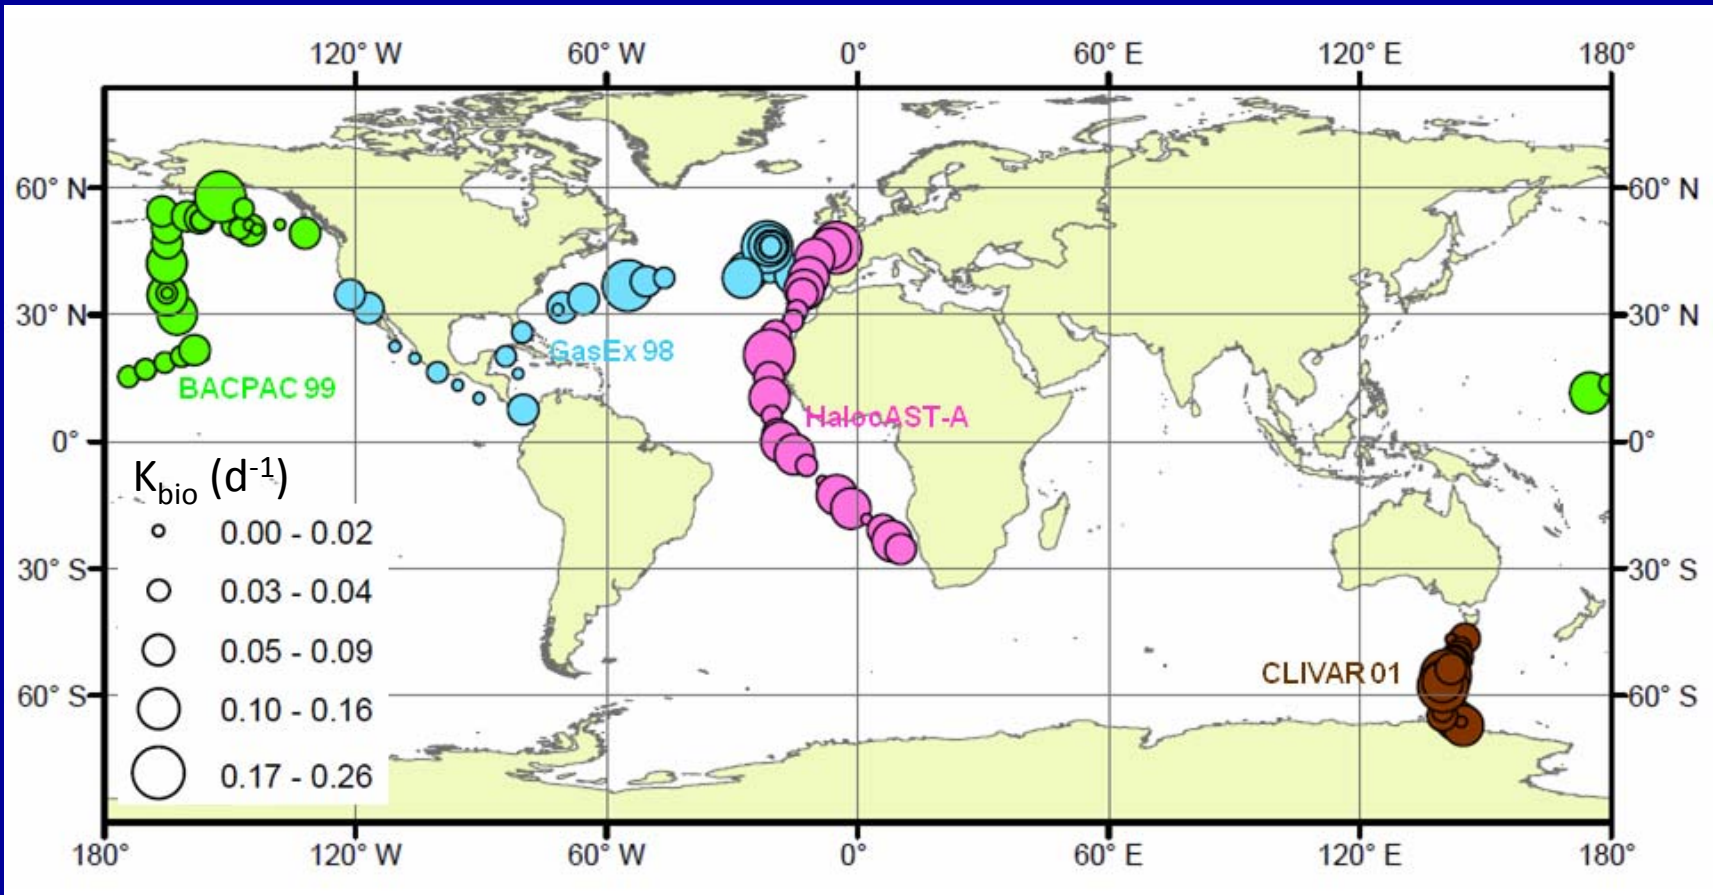 120° W 60° W 0° 60° E 120° E 180°
60° N 60° N
30° N 30° N
GasEx 98
BACPAC 99
HalocAST-A
0° 0°
K_bio (d^-1)
0.00 - 0.02
30° S 30° S
0.03 - 0.04
0.05 - 0.09
CLIVAR 01
60° S 60° S
0.10 - 0.16
0.17 - 0.26
180° 120° W 60° W 0° 60° E 120° E 180°